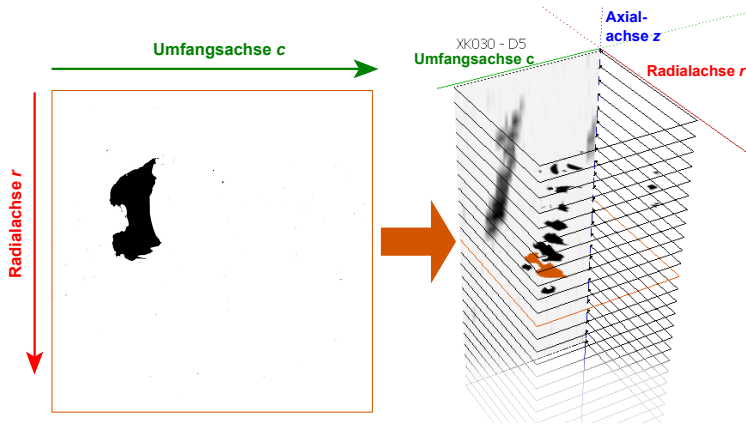 Umfangsachse c
Radialachse r
XK030 - D5
Umfangsachse c
Axial-
achse z
Radialachse r